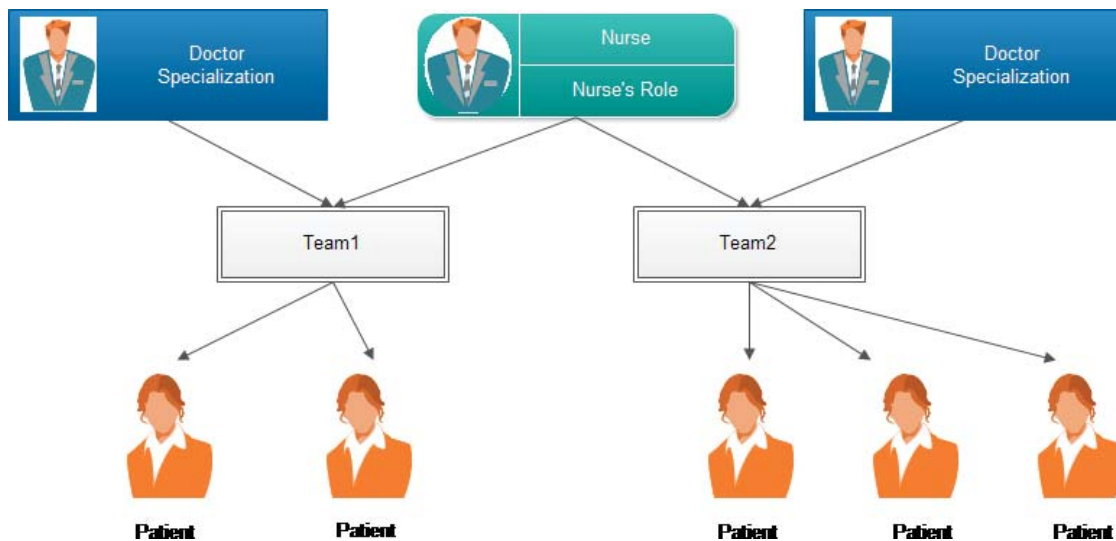 Doctor
Specialization
Nurse
Nurse's Role
Doctor
Specialization
Team1
Team2
Patient
Patient
Patient
Patient
Patient